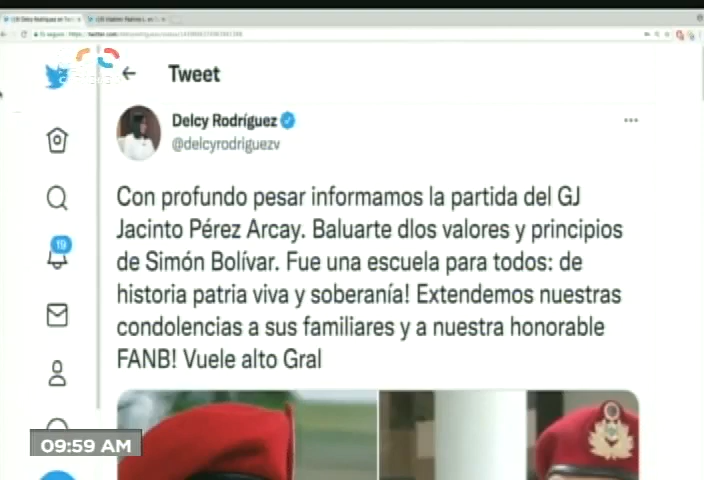 Tweet
Delcy Rodríguez
@delcyrodriguezv
Con profundo pesar informamos la partida del GJ
Jacinto Pérez Arcay. Baluarte dlos valores y principios
de Simón Bolívar. Fue una escuela para todos: de
historia patria viva y soberanía! Extendemos nuestras
condolencias a sus familiares y a nuestra honorable
FANB! Vuele alto Gral
19
09:59 AM